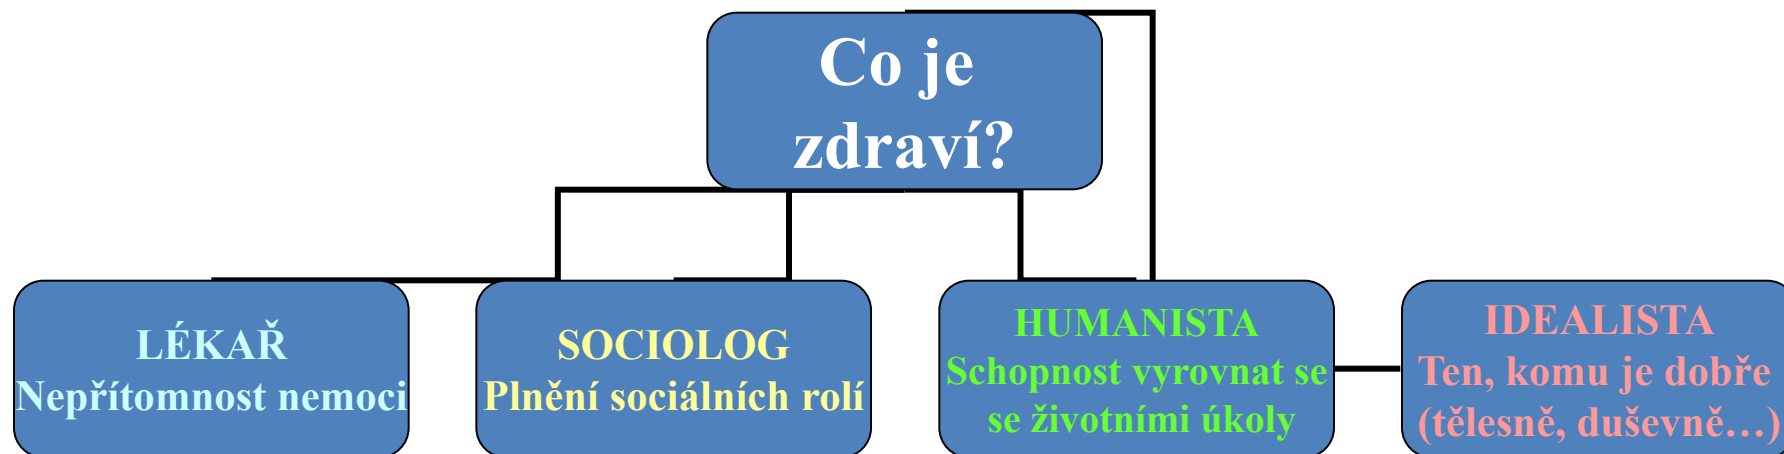 Co je
zdraví?
LÉKAŘ
Nepřítomnost nemoci
SOCIOLOG
Plnění sociálních rolí
HUMANISTA
Schopnost vyrovnat se
se životními úkoly
IDEALISTA
Ten, komu je dobře
(tělesně, duševně…)